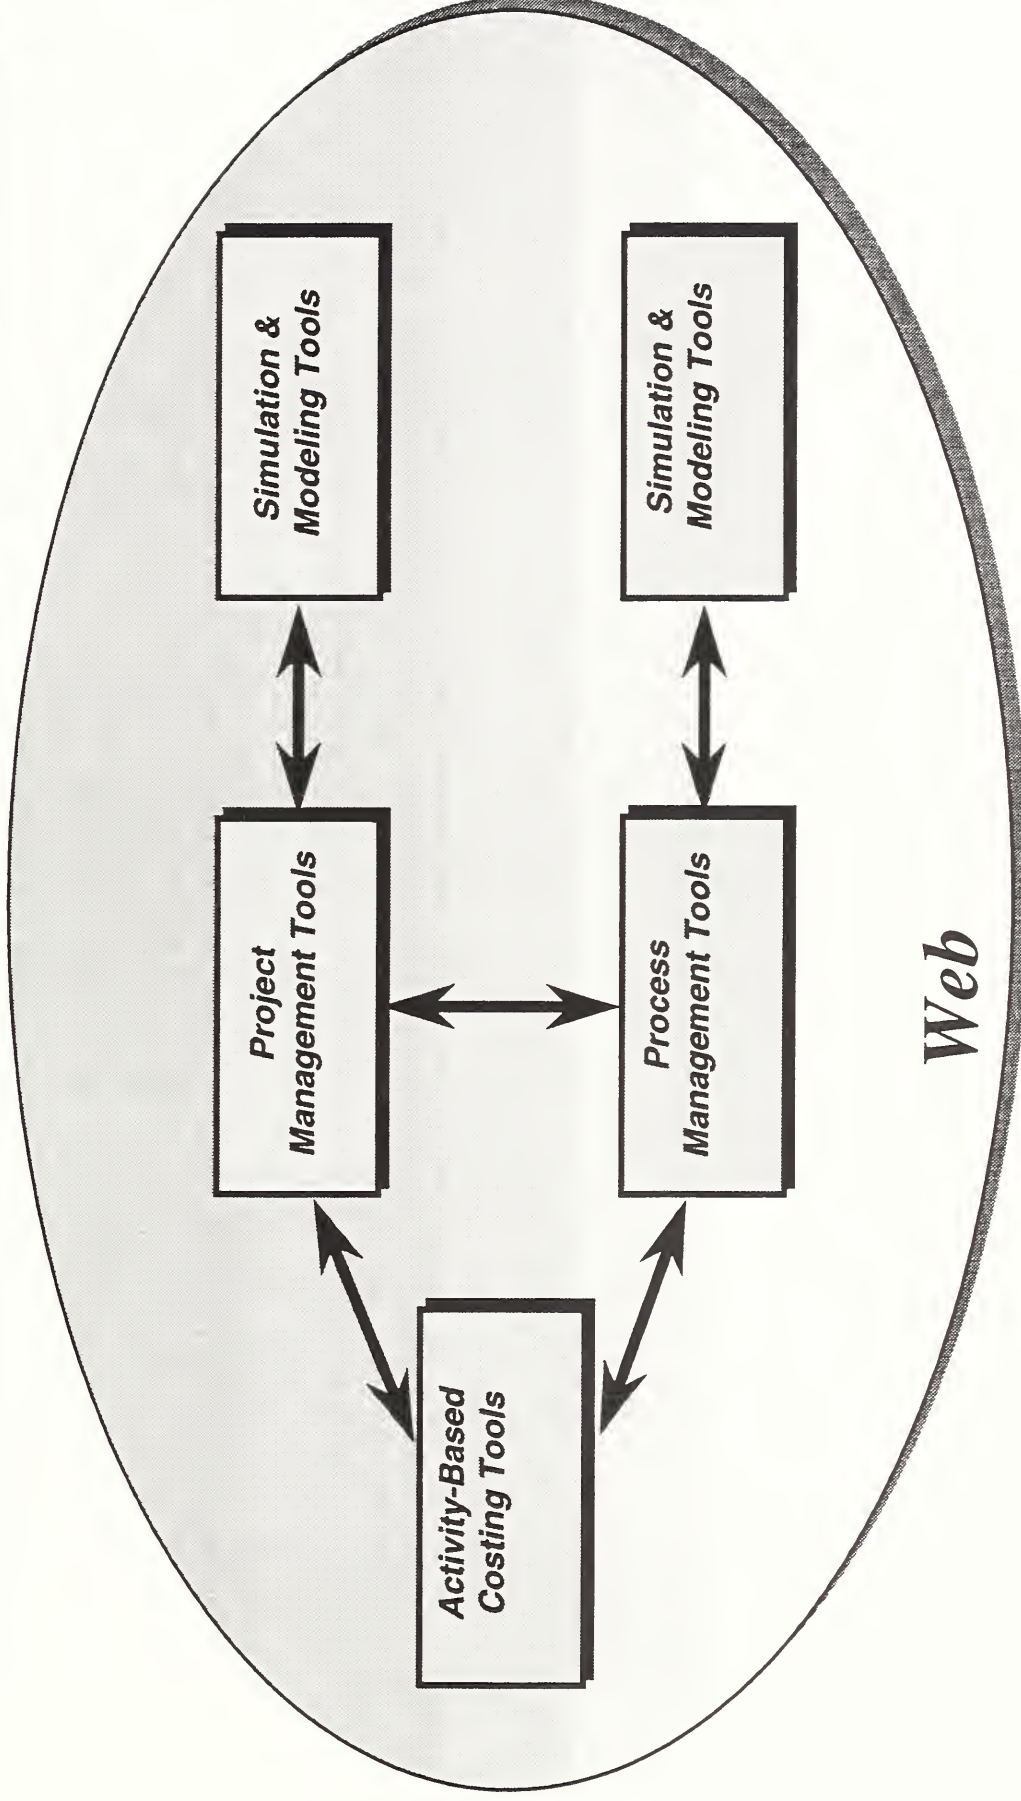 Project
Management Tools
Simulation &
Modeling Tools
Activity-Based
Costing Tools
Process
Management Tools
Simulation &
Modeling Tools
Web